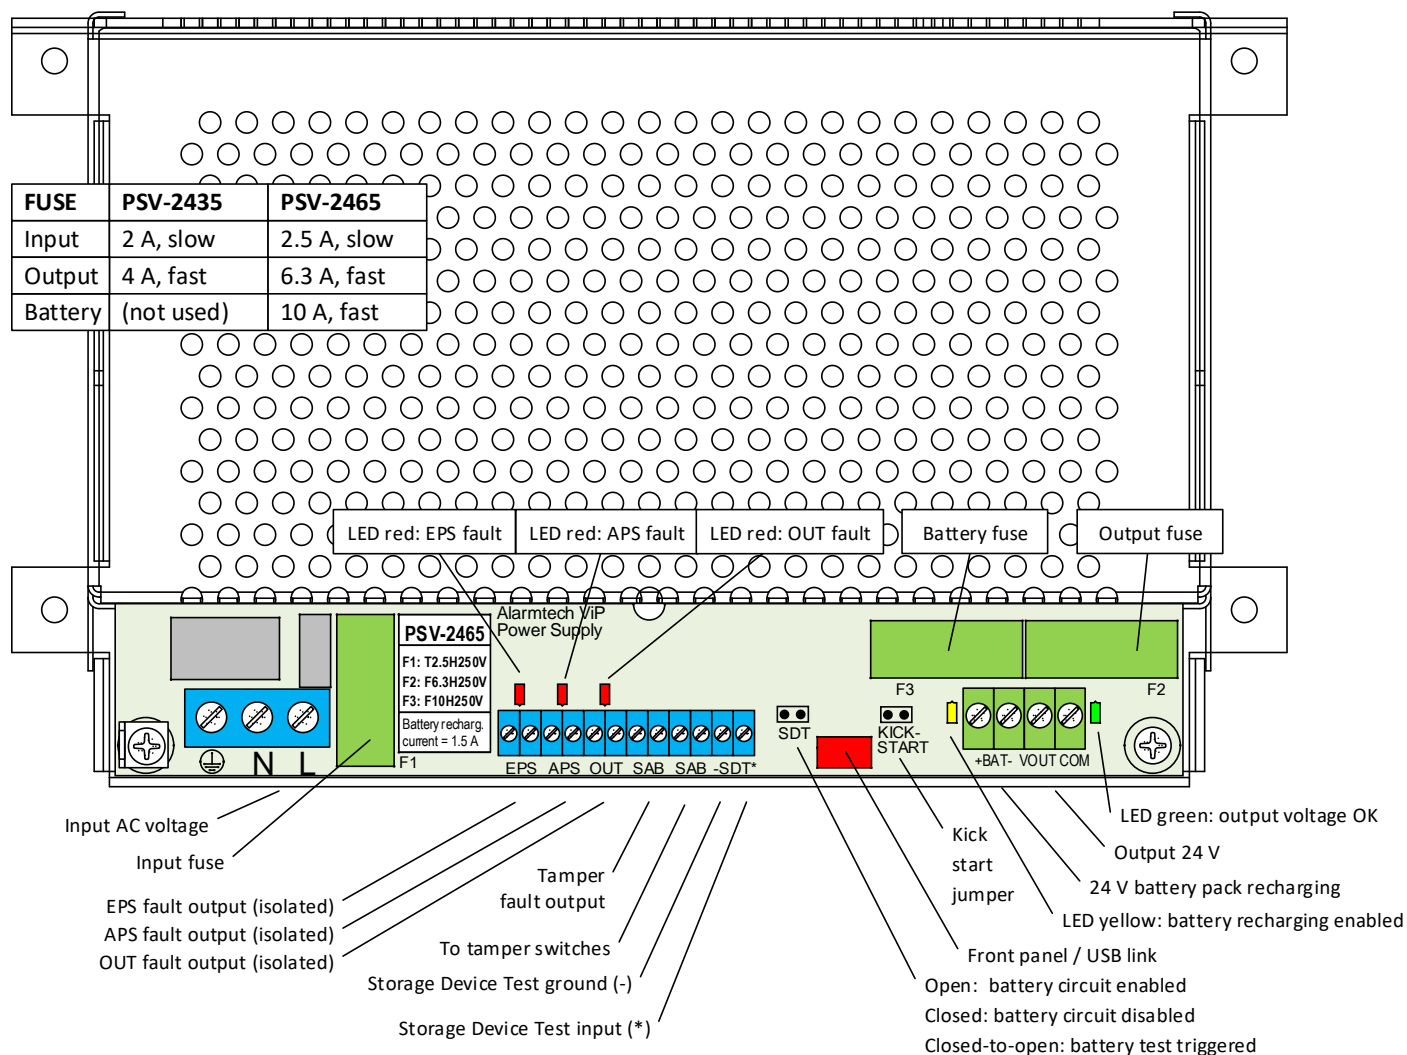 FUSE PSV-2435 PSV-2465
Input 2 A, slow 2.5 A, slow
Output 4 A, fast 6.3 A, fast
Battery (not used) 10 A, fast
LED red: EPS fault
LED red: APS fault
LED red: OUT fault
Battery fuse
Output fuse
Alarmtech ViP
Power Supply
PSV-2465
F1: T2.5H250V
F2: F6.3H250V
F3: F10H250V
Battery recharg.
current = 1.5 A
F1
F3
F2
N L
EPS APS OUT SAB SAB -SDT*
SDT
KICK-
START
+BAT- VOUT COM
Input AC voltage
Input fuse
EPS fault output (isolated)
APS fault output (isolated)
OUT fault output (isolated)
Tamper
fault output
To tamper switches
Storage Device Test ground (-)
Storage Device Test input (*)
Kick
start
jumper
LED green: output voltage OK
Output 24 V
24 V battery pack recharging
LED yellow: battery recharging enabled
Front panel / USB link
Open: battery circuit enabled
Closed: battery circuit disabled
Closed-to-open: battery test triggered